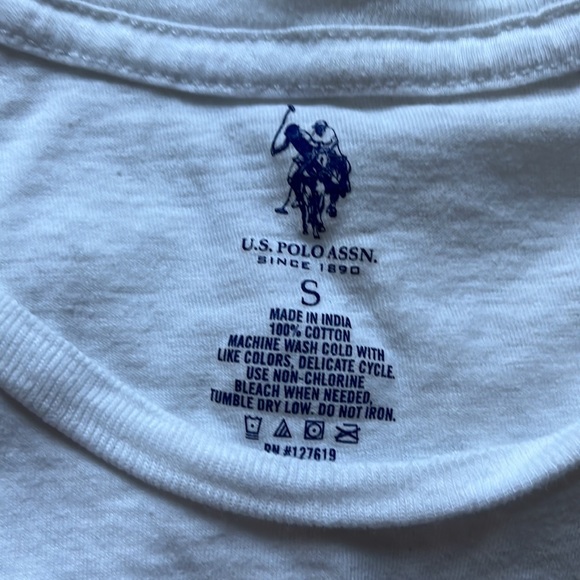 U.S. POLO ASSN.
SINCE 1890
S
MADE IN INDIA
100% COTTON
MACHINE WASH COLD WITH
LIKE COLORS, DELICATE CYCLE.
USE NON-CHLORINE
BLEACH WHEN NEEDED,
TUMBLE DRY LOW. DO NOT IRON.
RN #127619